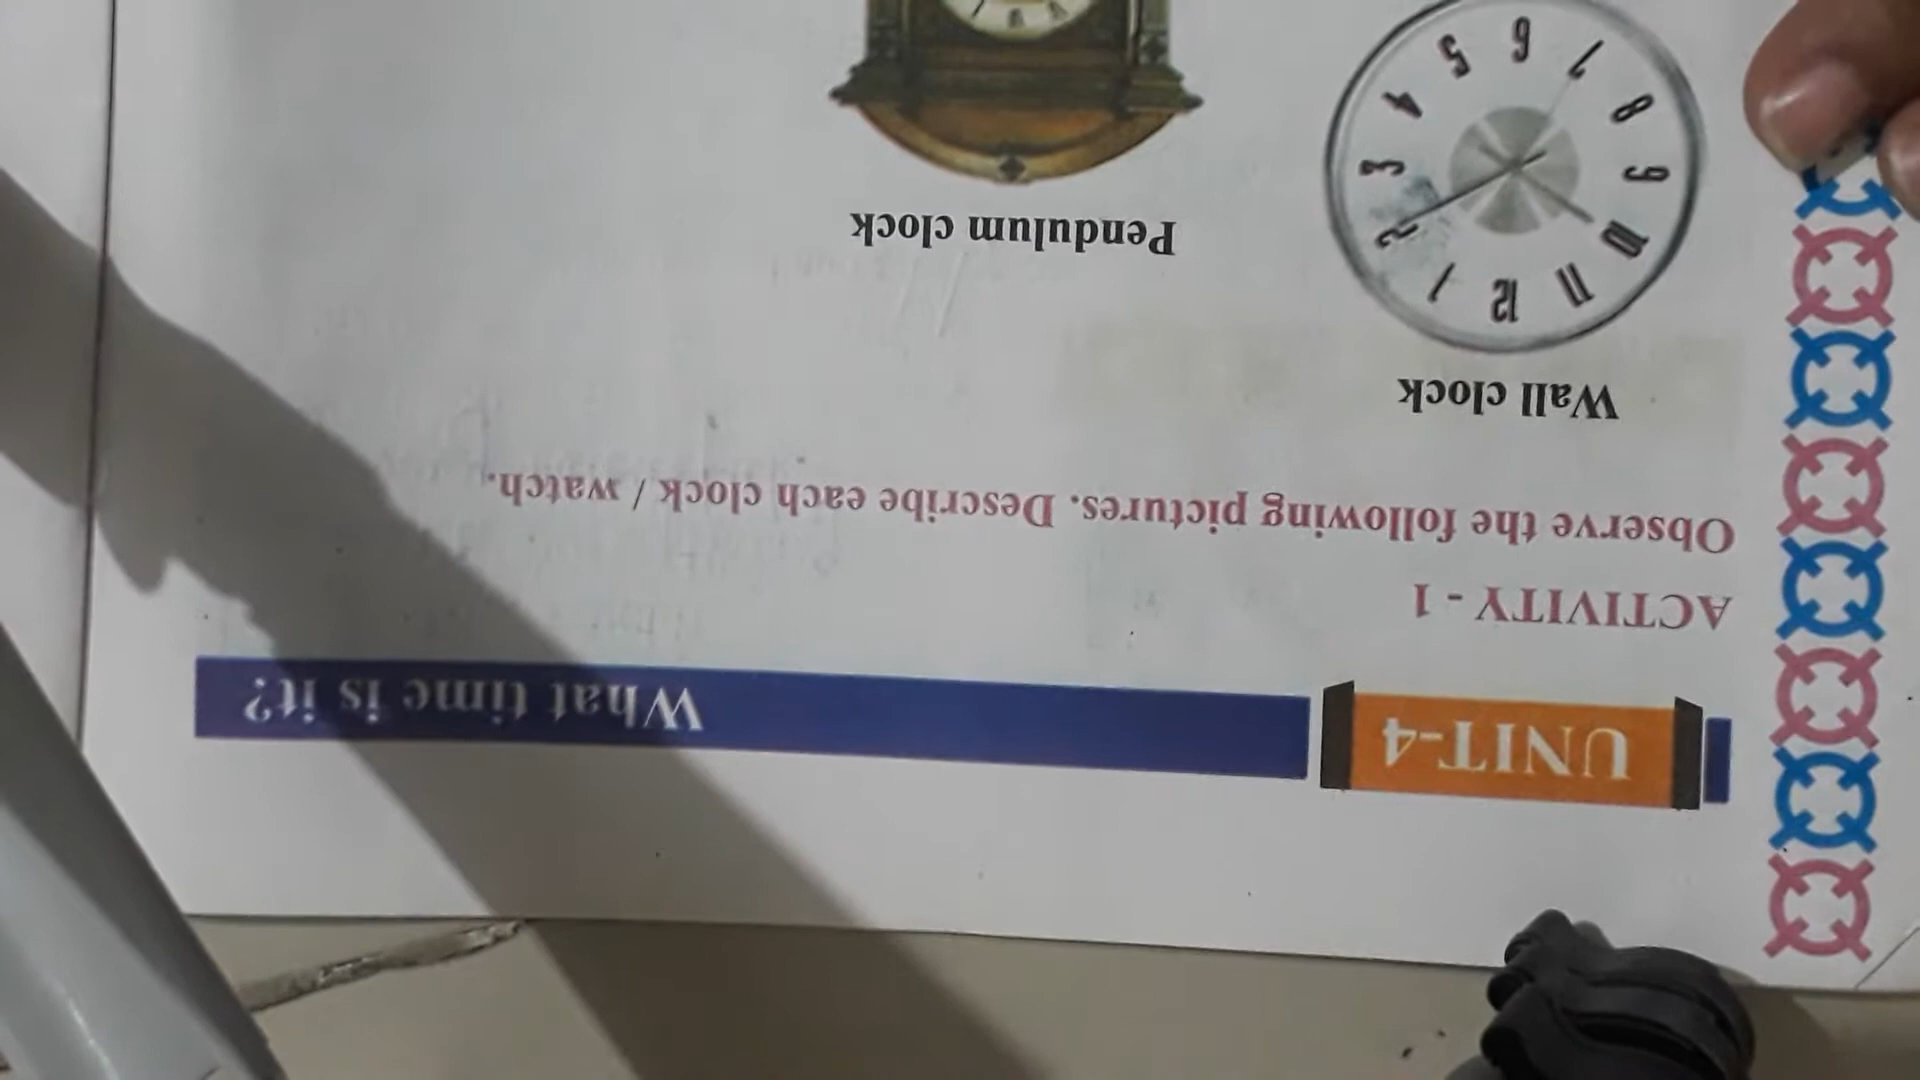 UNIT-4 What time is it?
ACTIVITY - 1
Observe the following pictures. Describe each clock / watch.
Wall clock
12
1
2
3
4
5
6
7
8
9
10
11
Pendulum clock